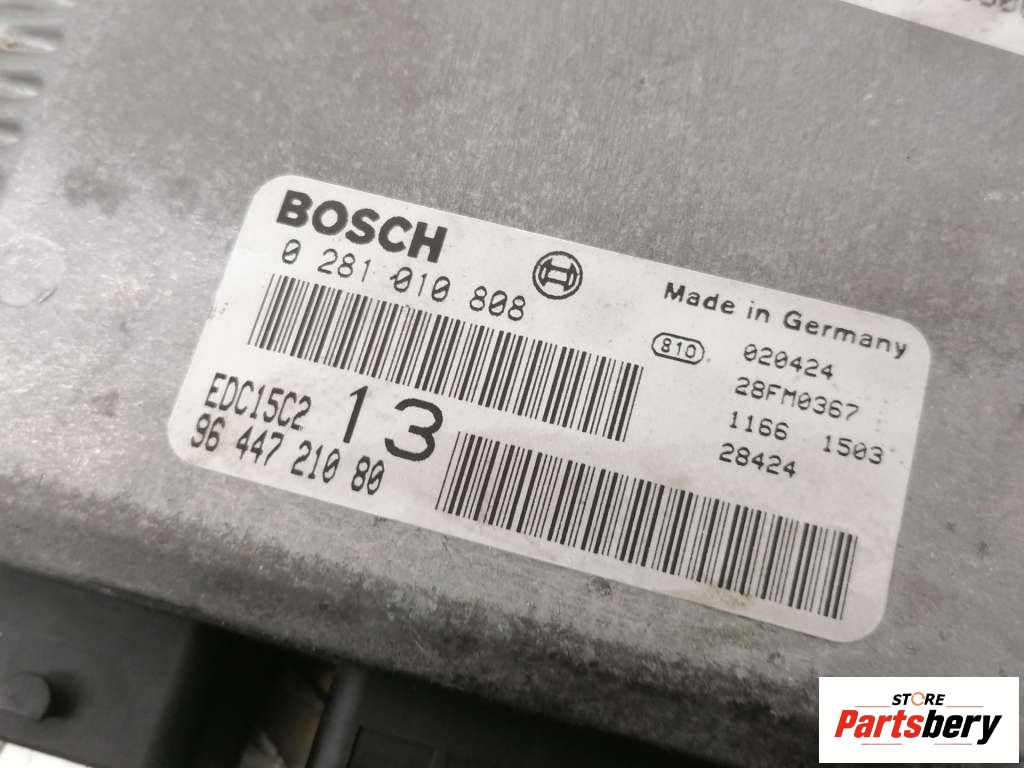 BOSCH
0 281 010 808
Made in Germany
810
020424
28FM0367
1166 1503
28424
EDC15C2
13
96 447 210 80
STORE
Partsbery